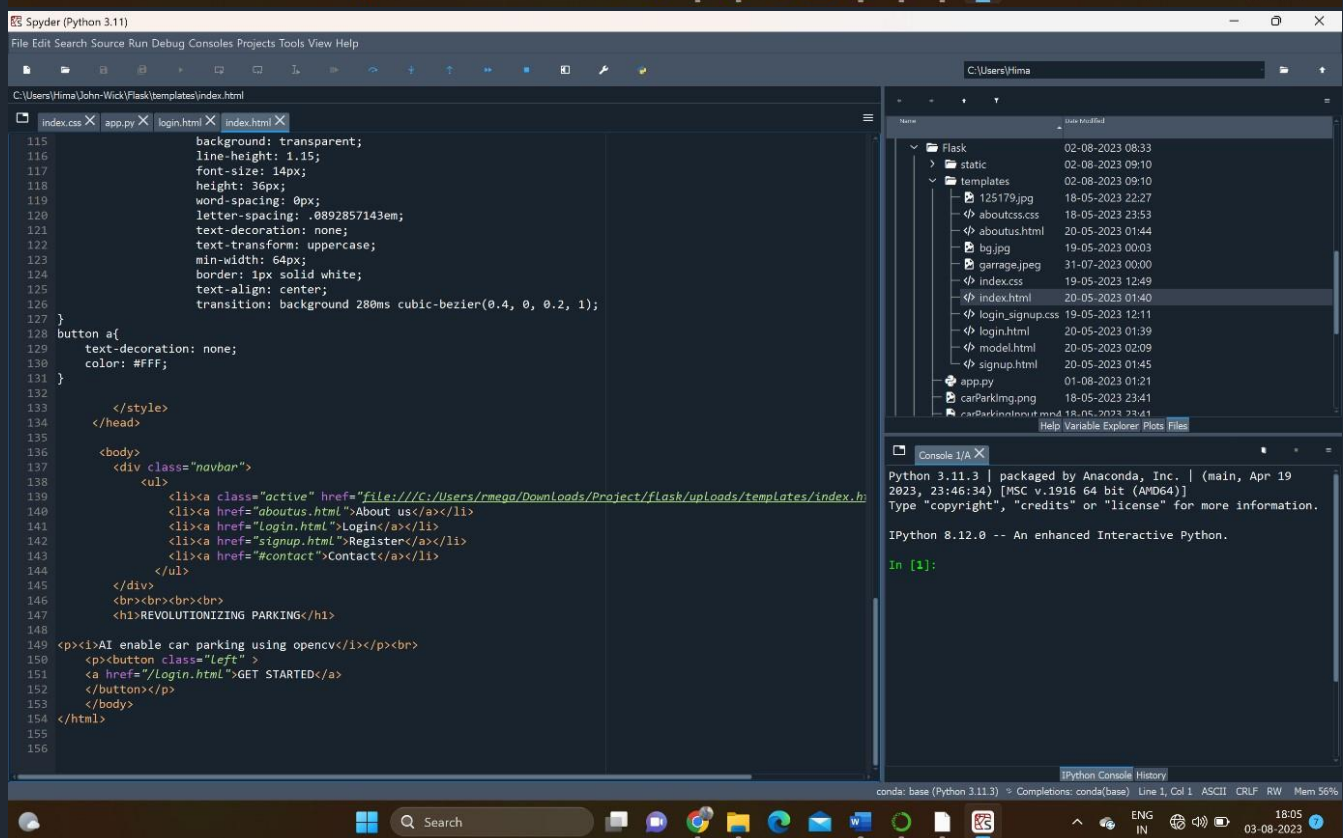 Spyder (Python 3.11)
File Edit Search Source Run Debug Consoles Projects Tools View Help
C:\Users\Hima
C:\Users\Hima\John-Wick\Flask\templates\index.html
index.css app.py login.html index.html
115 background: transparent;
116 line-height: 1.15;
117 font-size: 14px;
118 height: 36px;
119 word-spacing: 0px;
120 letter-spacing: .0892857143em;
121 text-decoration: none;
122 text-transform: uppercase;
123 min-width: 64px;
124 border: 1px solid white;
125 text-align: center;
126 transition: background 280ms cubic-bezier(0.4, 0, 0.2, 1);
127 }
128 button a{
129 text-decoration: none;
130 color: #FFF;
131 }
132
133 </style>
134 </head>
135
136 <body>
137 <div class="navbar">
138 <ul>
139 <li><a class="active" href="file:///C:/Users/rmega/Downloads/Project/flask/uploads/templates/index.h
140 <li><a href="aboutus.html">About us</a></li>
141 <li><a href="login.html">Login</a></li>
142 <li><a href="signup.html">Register</a></li>
143 <li><a href="#contact">Contact</a></li>
144 </ul>
145 </div>
146 <br><br><br><br>
147 <h1>REVOLUTIONIZING PARKING</h1>
148
149 <p><i>AI enable car parking using opencv</i></p><br>
150 <p><button class="left" >
151 <a href="/login.html">GET STARTED</a>
152 </button></p>
153 </body>
154 </html>
155
156
Name Date Modified
Flask 02-08-2023 08:33
static 02-08-2023 09:10
templates 02-08-2023 09:10
125179.jpg 18-05-2023 22:27
aboutcss.css 18-05-2023 23:53
aboutus.html 20-05-2023 01:44
bg.jpg 19-05-2023 00:03
garrage.jpeg 31-07-2023 00:00
index.css 19-05-2023 12:49
index.html 20-05-2023 01:40
login_signup.css 19-05-2023 12:11
login.html 20-05-2023 01:39
model.html 20-05-2023 02:09
signup.html 20-05-2023 01:45
app.py 01-08-2023 01:21
carParkImg.png 18-05-2023 23:41
carParkingInput.mp4 18-05-2023 23:41
Help Variable Explorer Plots Files
Console 1/A
Python 3.11.3 | packaged by Anaconda, Inc. | (main, Apr 19
2023, 23:46:34) [MSC v.1916 64 bit (AMD64)]
Type "copyright", "credits" or "license" for more information.
IPython 8.12.0 -- An enhanced Interactive Python.
In [1]:
IPython Console History
conda: base (Python 3.11.3) Completions: conda(base) Line 1, Col 1 ASCII CRLF RW Mem 56%
Search
ENG
IN
18:05
03-08-2023
7